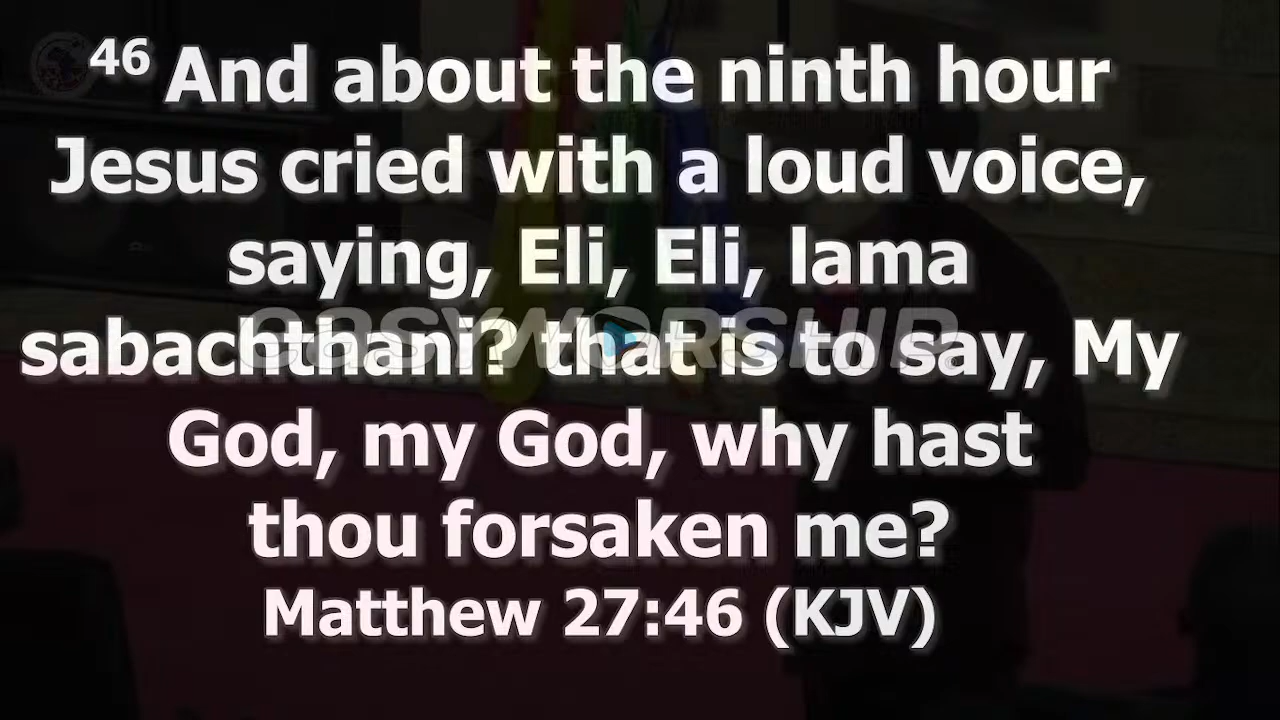 46 And about the ninth hour
Jesus cried with a loud voice,
saying, Eli, Eli, lama
sabachthani? that is to say, My
God, my God, why hast
thou forsaken me?
Matthew 27:46 (KJV)
easyworship